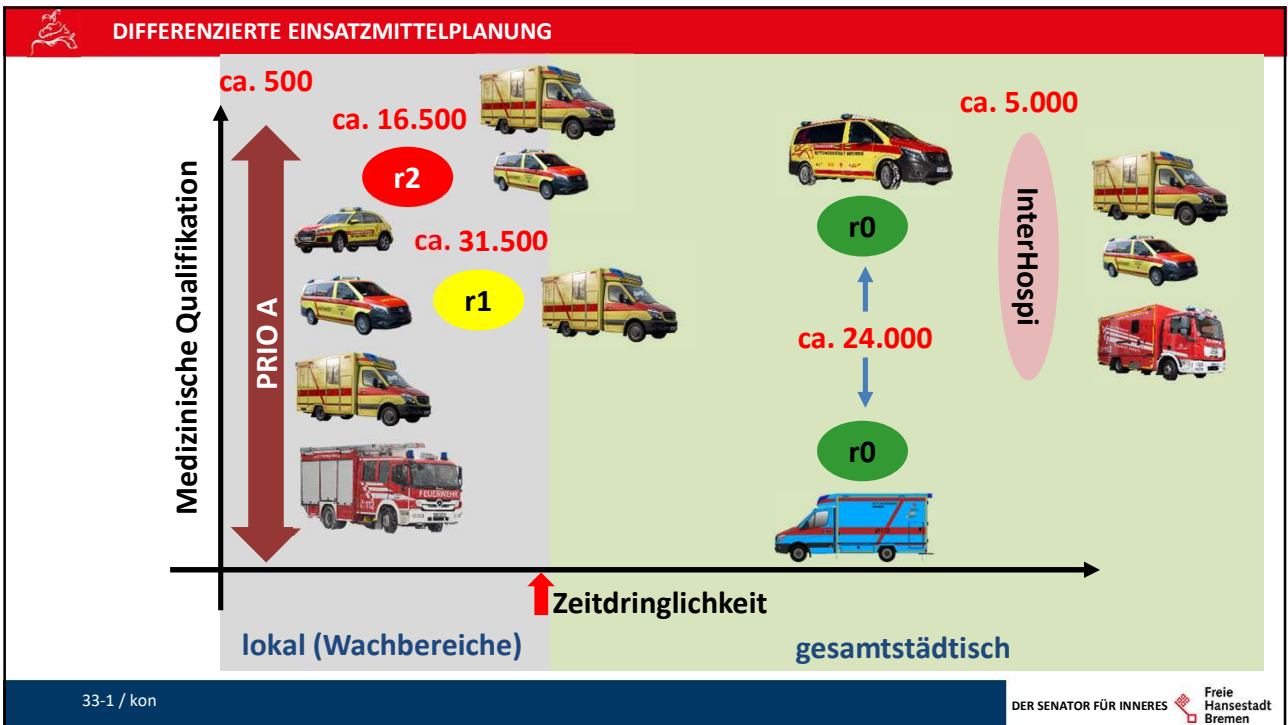 DIFFERENZIERTE EINSATZMITTELPLANUNG
ca. 500
ca. 16.500
r2
ca. 31.500
r1
PRIO A
Medizinische Qualifikation
FEUERWEHR
112
ca. 5.000
r0
InterHospi
ca. 24.000
r0
Zeitdringlichkeit
lokal (Wachbereiche)
gesamtstädtisch
33-1 / kon
DER SENATOR FÜR INNERES
Freie
Hansestadt
Bremen